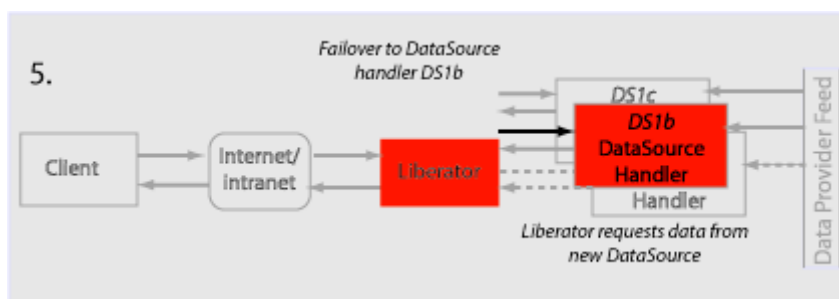 Failover to DataSource
handler DS1b
5.
DS1c
DS1b
DataSource
Handler
Handler
Client
Internet/
intranet
Liberator
Liberator requests data from
new DataSource
Data Provider Feed